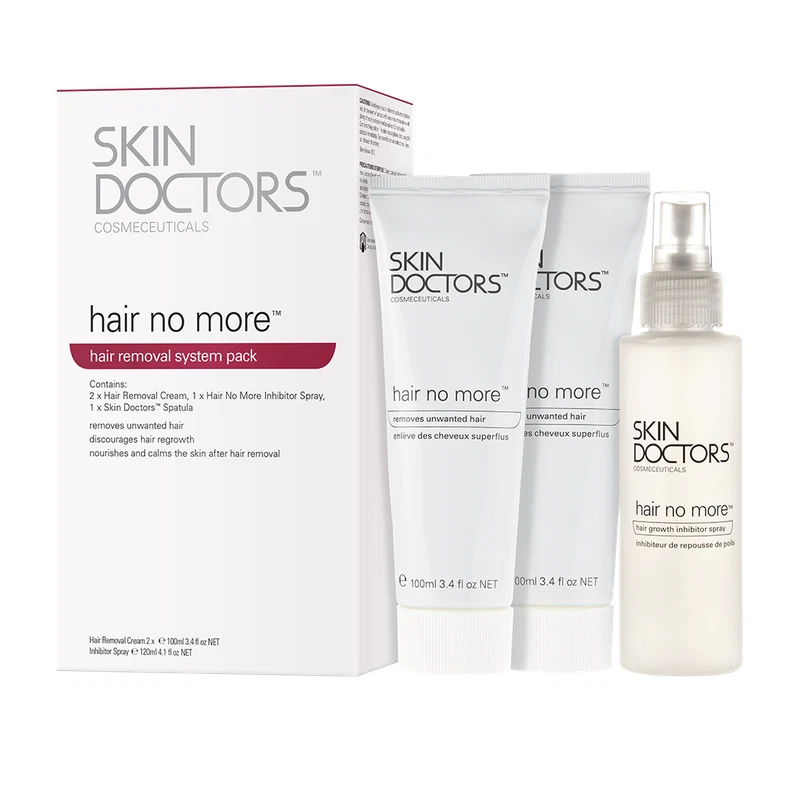 SKIN
DOCTORS™
COSMECEUTICALS
hair no more™
hair removal system pack
Contains:
2 x Hair Removal Cream, 1 x Hair No More Inhibitor Spray,
1 x Skin Doctors™ Spatula
removes unwanted hair
discourages hair regrowth
nourishes and calms the skin after hair removal
Hair Removal Cream 2 x e 100ml 3.4 fl oz NET
Inhibitor Spray e 120ml 4.1 fl oz NET
SKIN
DOCTORS™
COSMECEUTICALS
hair no more™
removes unwanted hair
enlève des cheveux superflus
e 100ml 3.4 fl oz NET
SKIN
DOCTORS™
hair no more™
unwanted hair
des cheveux superflus
3.4 fl oz NET
SKIN
DOCTORS™
COSMECEUTICALS
hair no more™
hair growth inhibitor spray
inhibiteur de repousse de poils